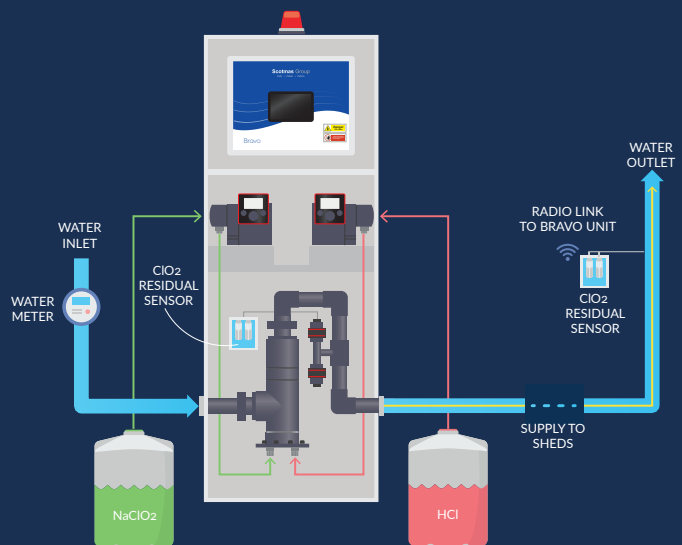 Scotmas Group
Bravo
WATER
OUTLET
RADIO LINK
TO BRAVO UNIT
WATER
INLET
ClO2
RESIDUAL
SENSOR
WATER
METER
ClO2
RESIDUAL
SENSOR
SUPPLY TO
SHEDS
NaClO2
HCl